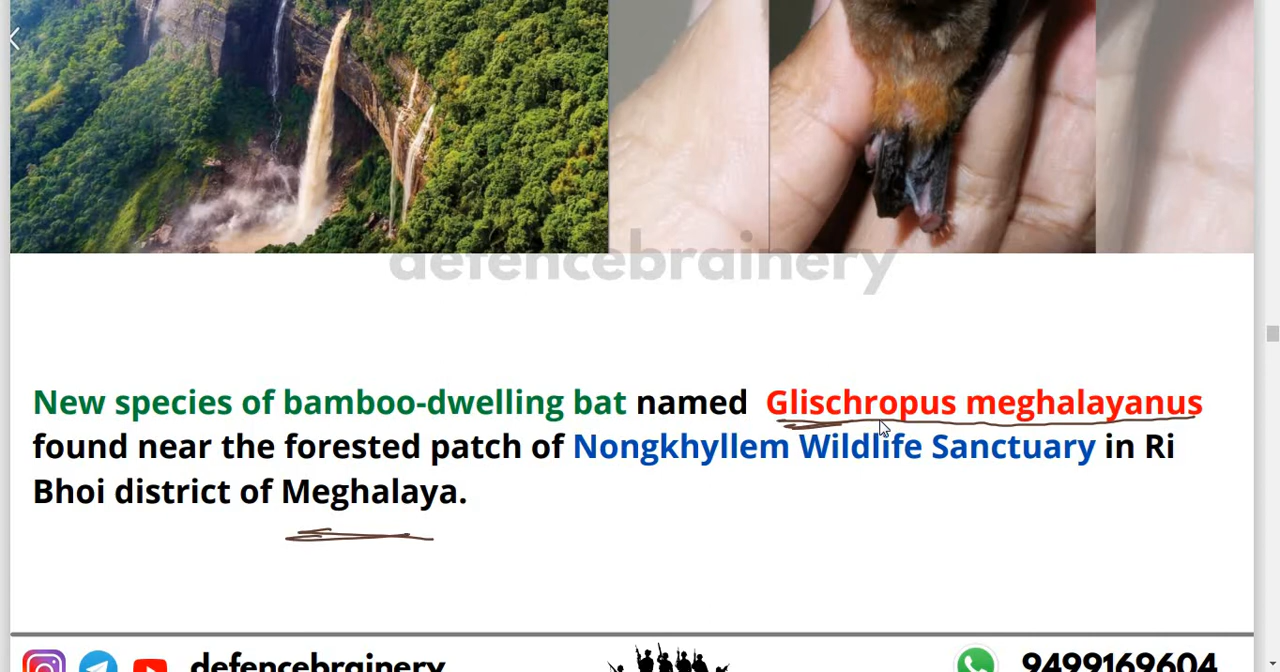 defencebrainery
New species of bamboo-dwelling bat named Glischropus meghalayanus
found near the forested patch of Nongkhyllem Wildlife Sanctuary in Ri
Bhoi district of Meghalaya.
defencebrainery 9499169604